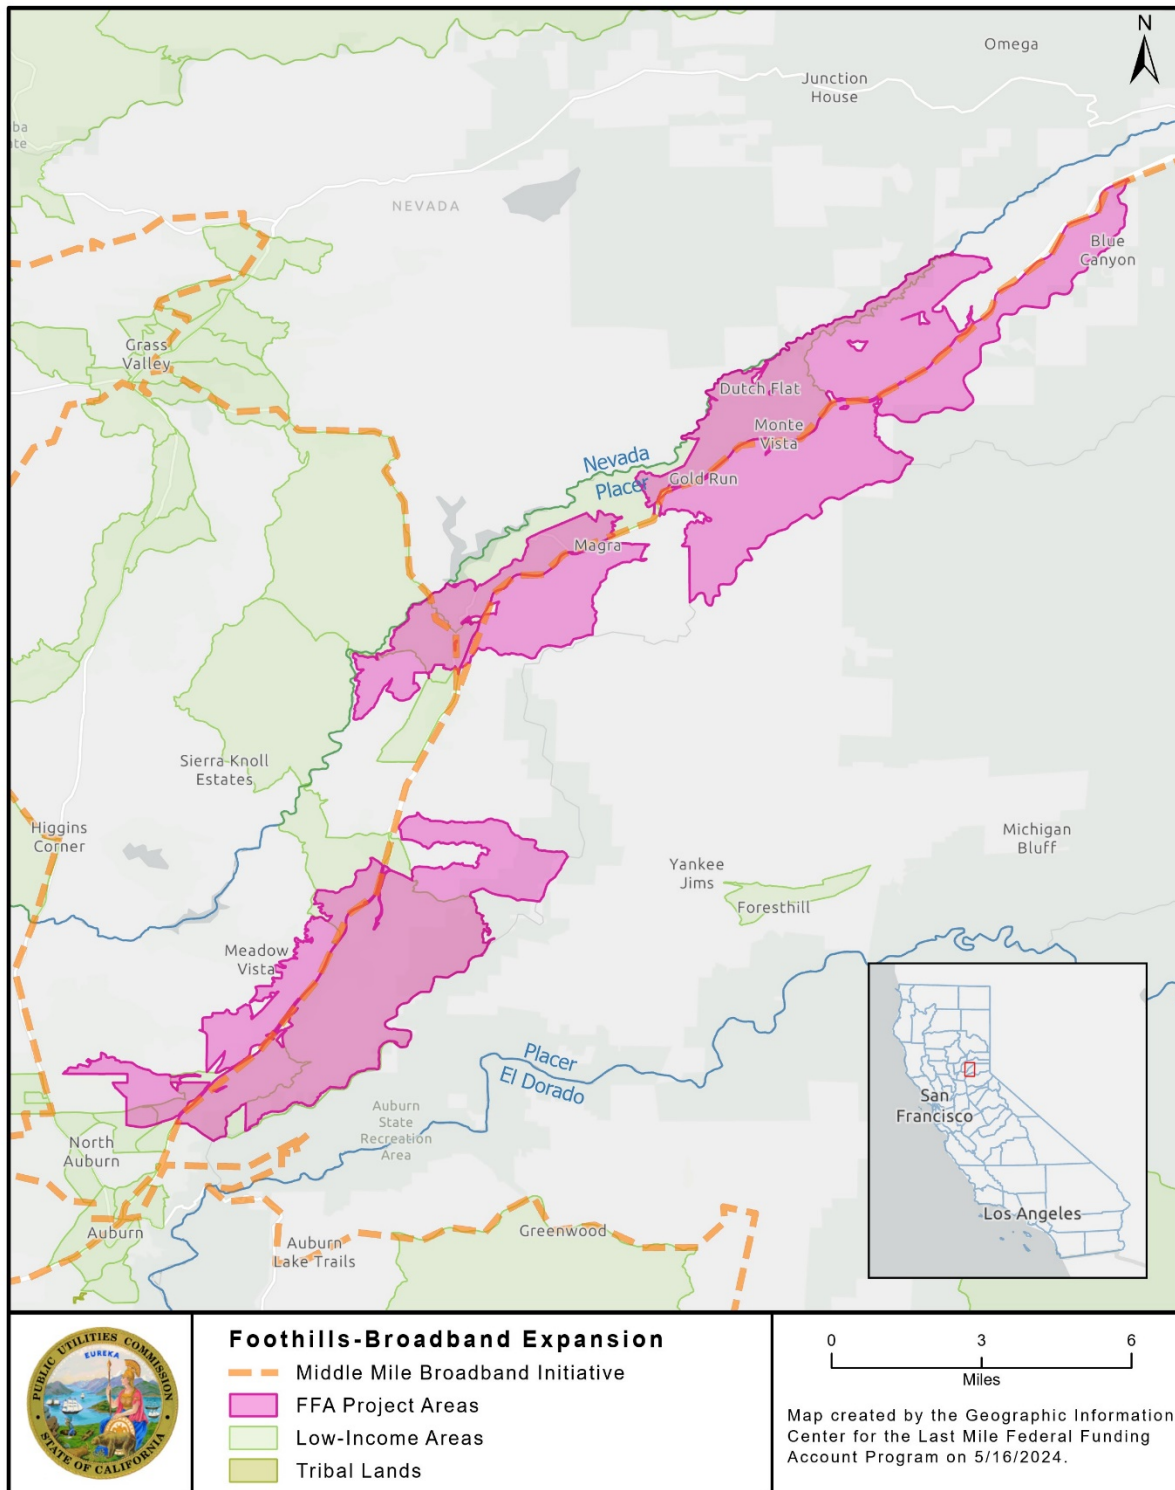 N
Omega
Junction
House
ba
te
NEVADA
Blue
Canyon
Grass
Valley
Dutch Flat
Monte
Vista
Nevada
Placer
Gold Run
Magra
Sierra Knoll
Estates
Higgins
Corner
Michigan
Bluff
Yankee
Jims
Foresthill
Meadow
Vista
Placer
El Dorado
Auburn
State
Recreation
Area
North
Auburn
Auburn
Auburn
Lake Trails
Greenwood
San
Francisco
Los Angeles
PUBLIC UTILITIES COMMISSION
EUREKA
STATE OF CALIFORNIA
Foothills-Broadband Expansion
Middle Mile Broadband Initiative
FFA Project Areas
Low-Income Areas
Tribal Lands
0 3 6
Miles
Map created by the Geographic Information
Center for the Last Mile Federal Funding
Account Program on 5/16/2024.